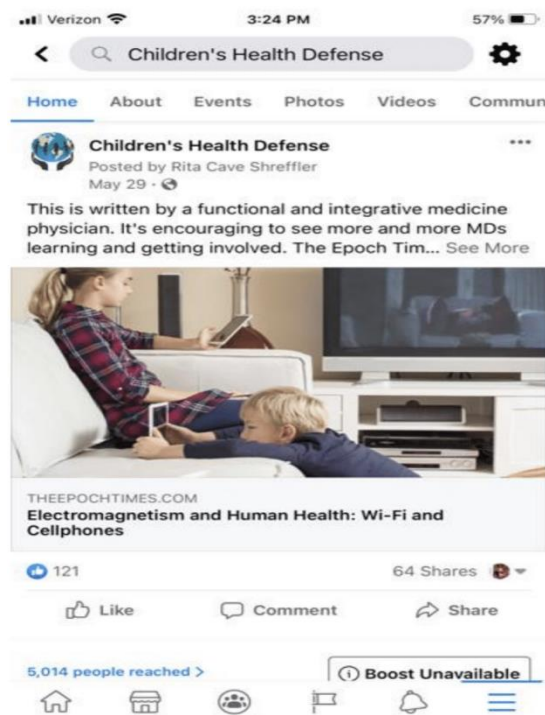 Verizon 3:24 PM 57%
Children's Health Defense
Home About Events Photos Videos Commun
Children's Health Defense
Posted by Rita Cave Shreffler
May 29 ·
This is written by a functional and integrative medicine
physician. It's encouraging to see more and more MDs
learning and getting involved. The Epoch Tim... See More
THEEPOCHTIMES.COM
Electromagnetism and Human Health: Wi-Fi and
Cellphones
121 64 Shares
Like Comment Share
5,014 people reached > Boost Unavailable